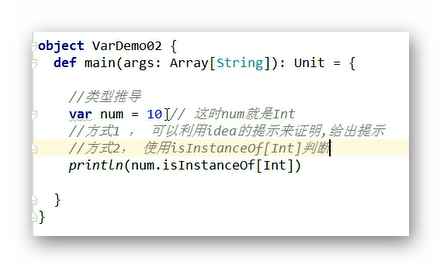 object VarDemo02 {
def main(args: Array[String]): Unit = {
//类型推导
var num = 10 // 这时num就是Int
//方式1 ， 可以利用idea的提示来证明,给出提示
//方式2， 使用isInstanceOf[Int]判断
println(num.isInstanceOf[Int])
}
}